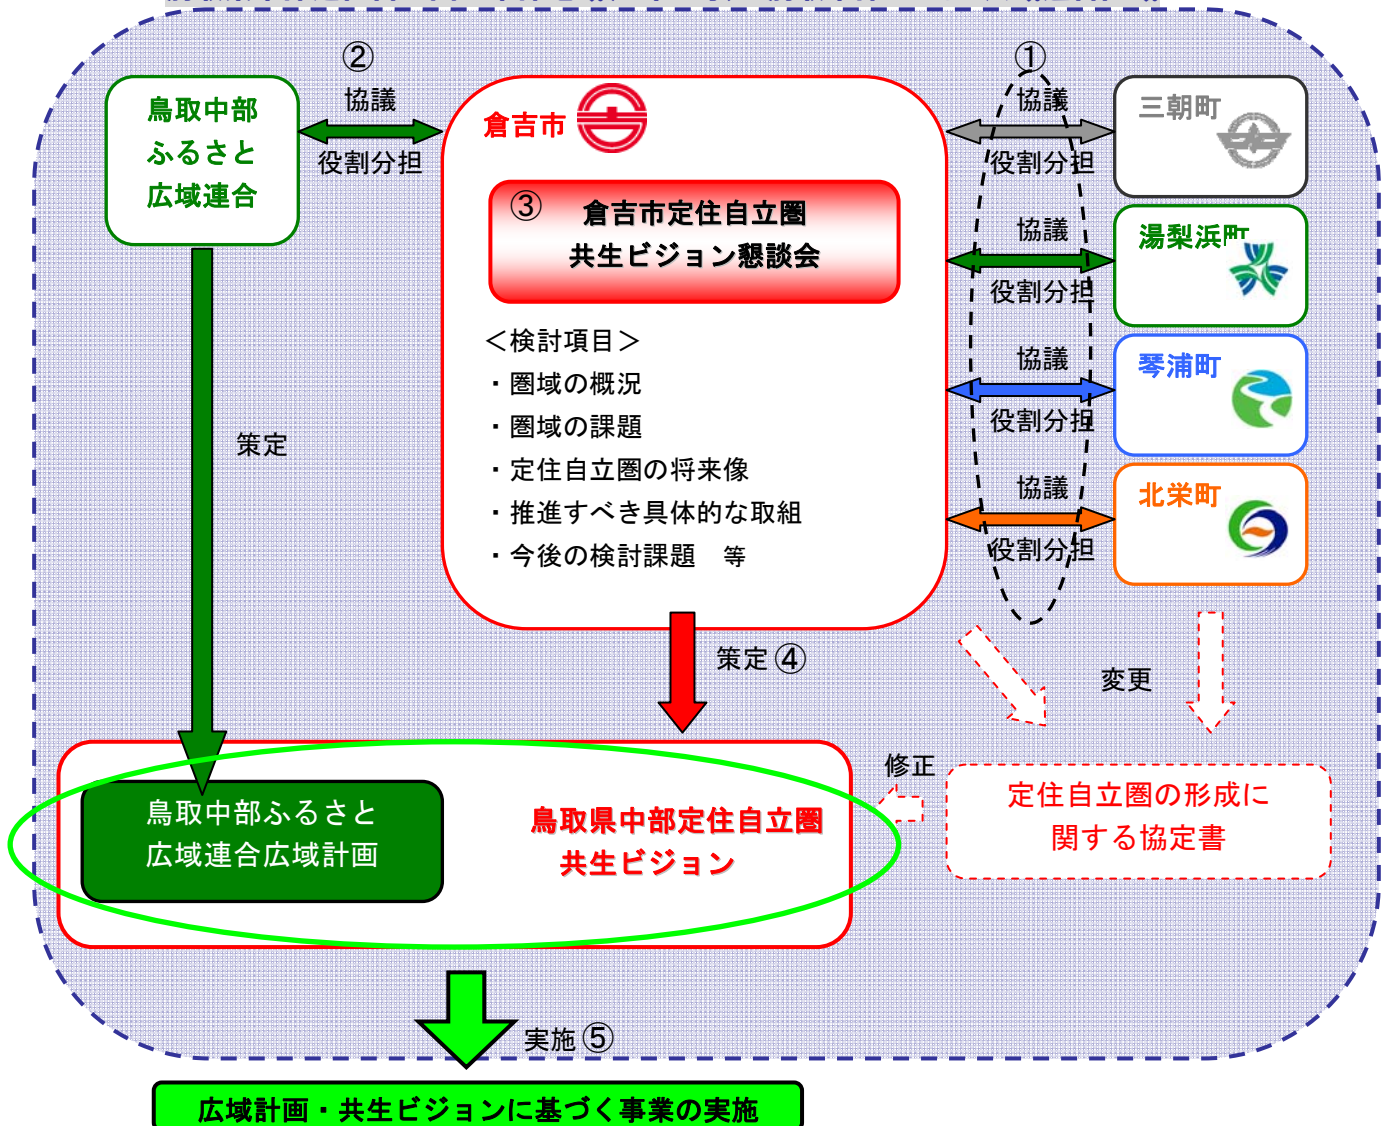 ②
協議
役割分担
鳥取中部
ふるさと
広域連合
倉吉市
③
倉吉市定住自立圏
共生ビジョン懇談会
＜検討項目＞
・圏域の概況
・圏域の課題
・定住自立圏の将来像
・推進すべき具体的な取組
・今後の検討課題　等
①
協議
役割分担
三朝町
協議
役割分担
湯梨浜町
協議
役割分担
琴浦町
協議
役割分担
北栄町
策定
策定④
変更
修正
定住自立圏の形成に
関する協定書
鳥取中部ふるさと
広域連合広域計画
鳥取県中部定住自立圏
共生ビジョン
実施⑤
広域計画・共生ビジョンに基づく事業の実施